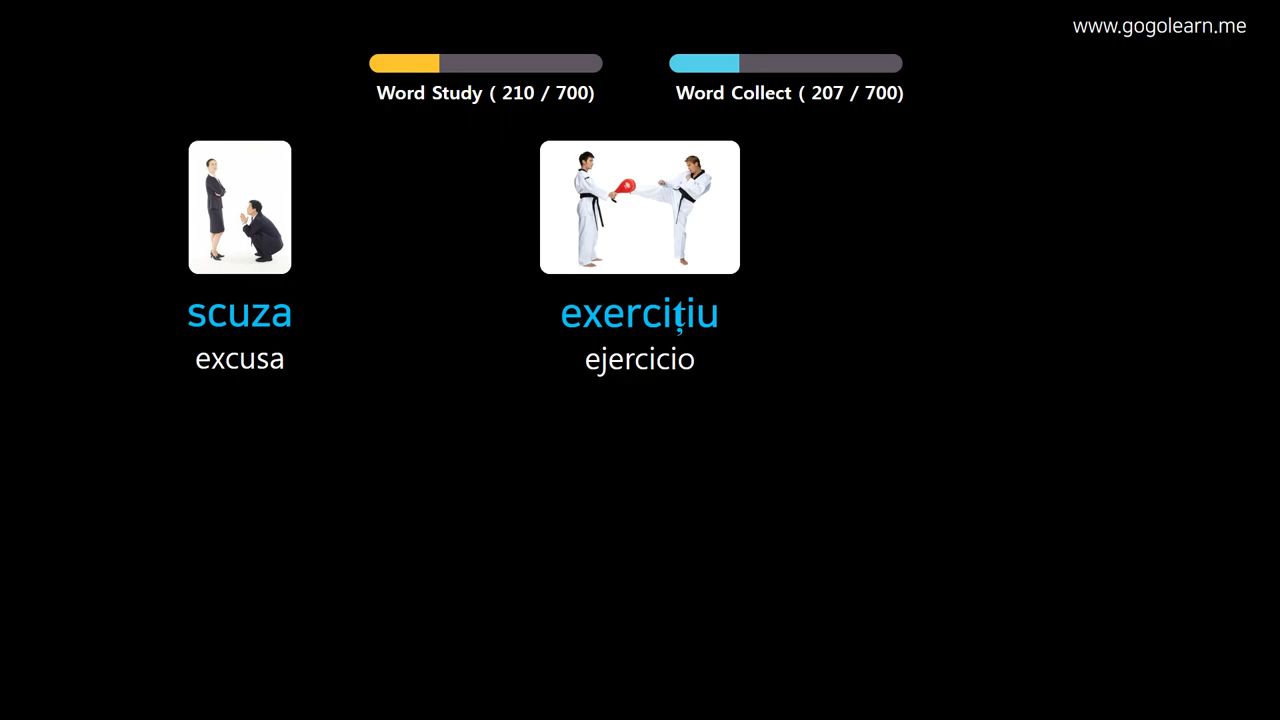 www.gogolearn.me
Word Study ( 210 / 700)
Word Collect ( 207 / 700)
scuza
excusa
exercițiu
ejercicio